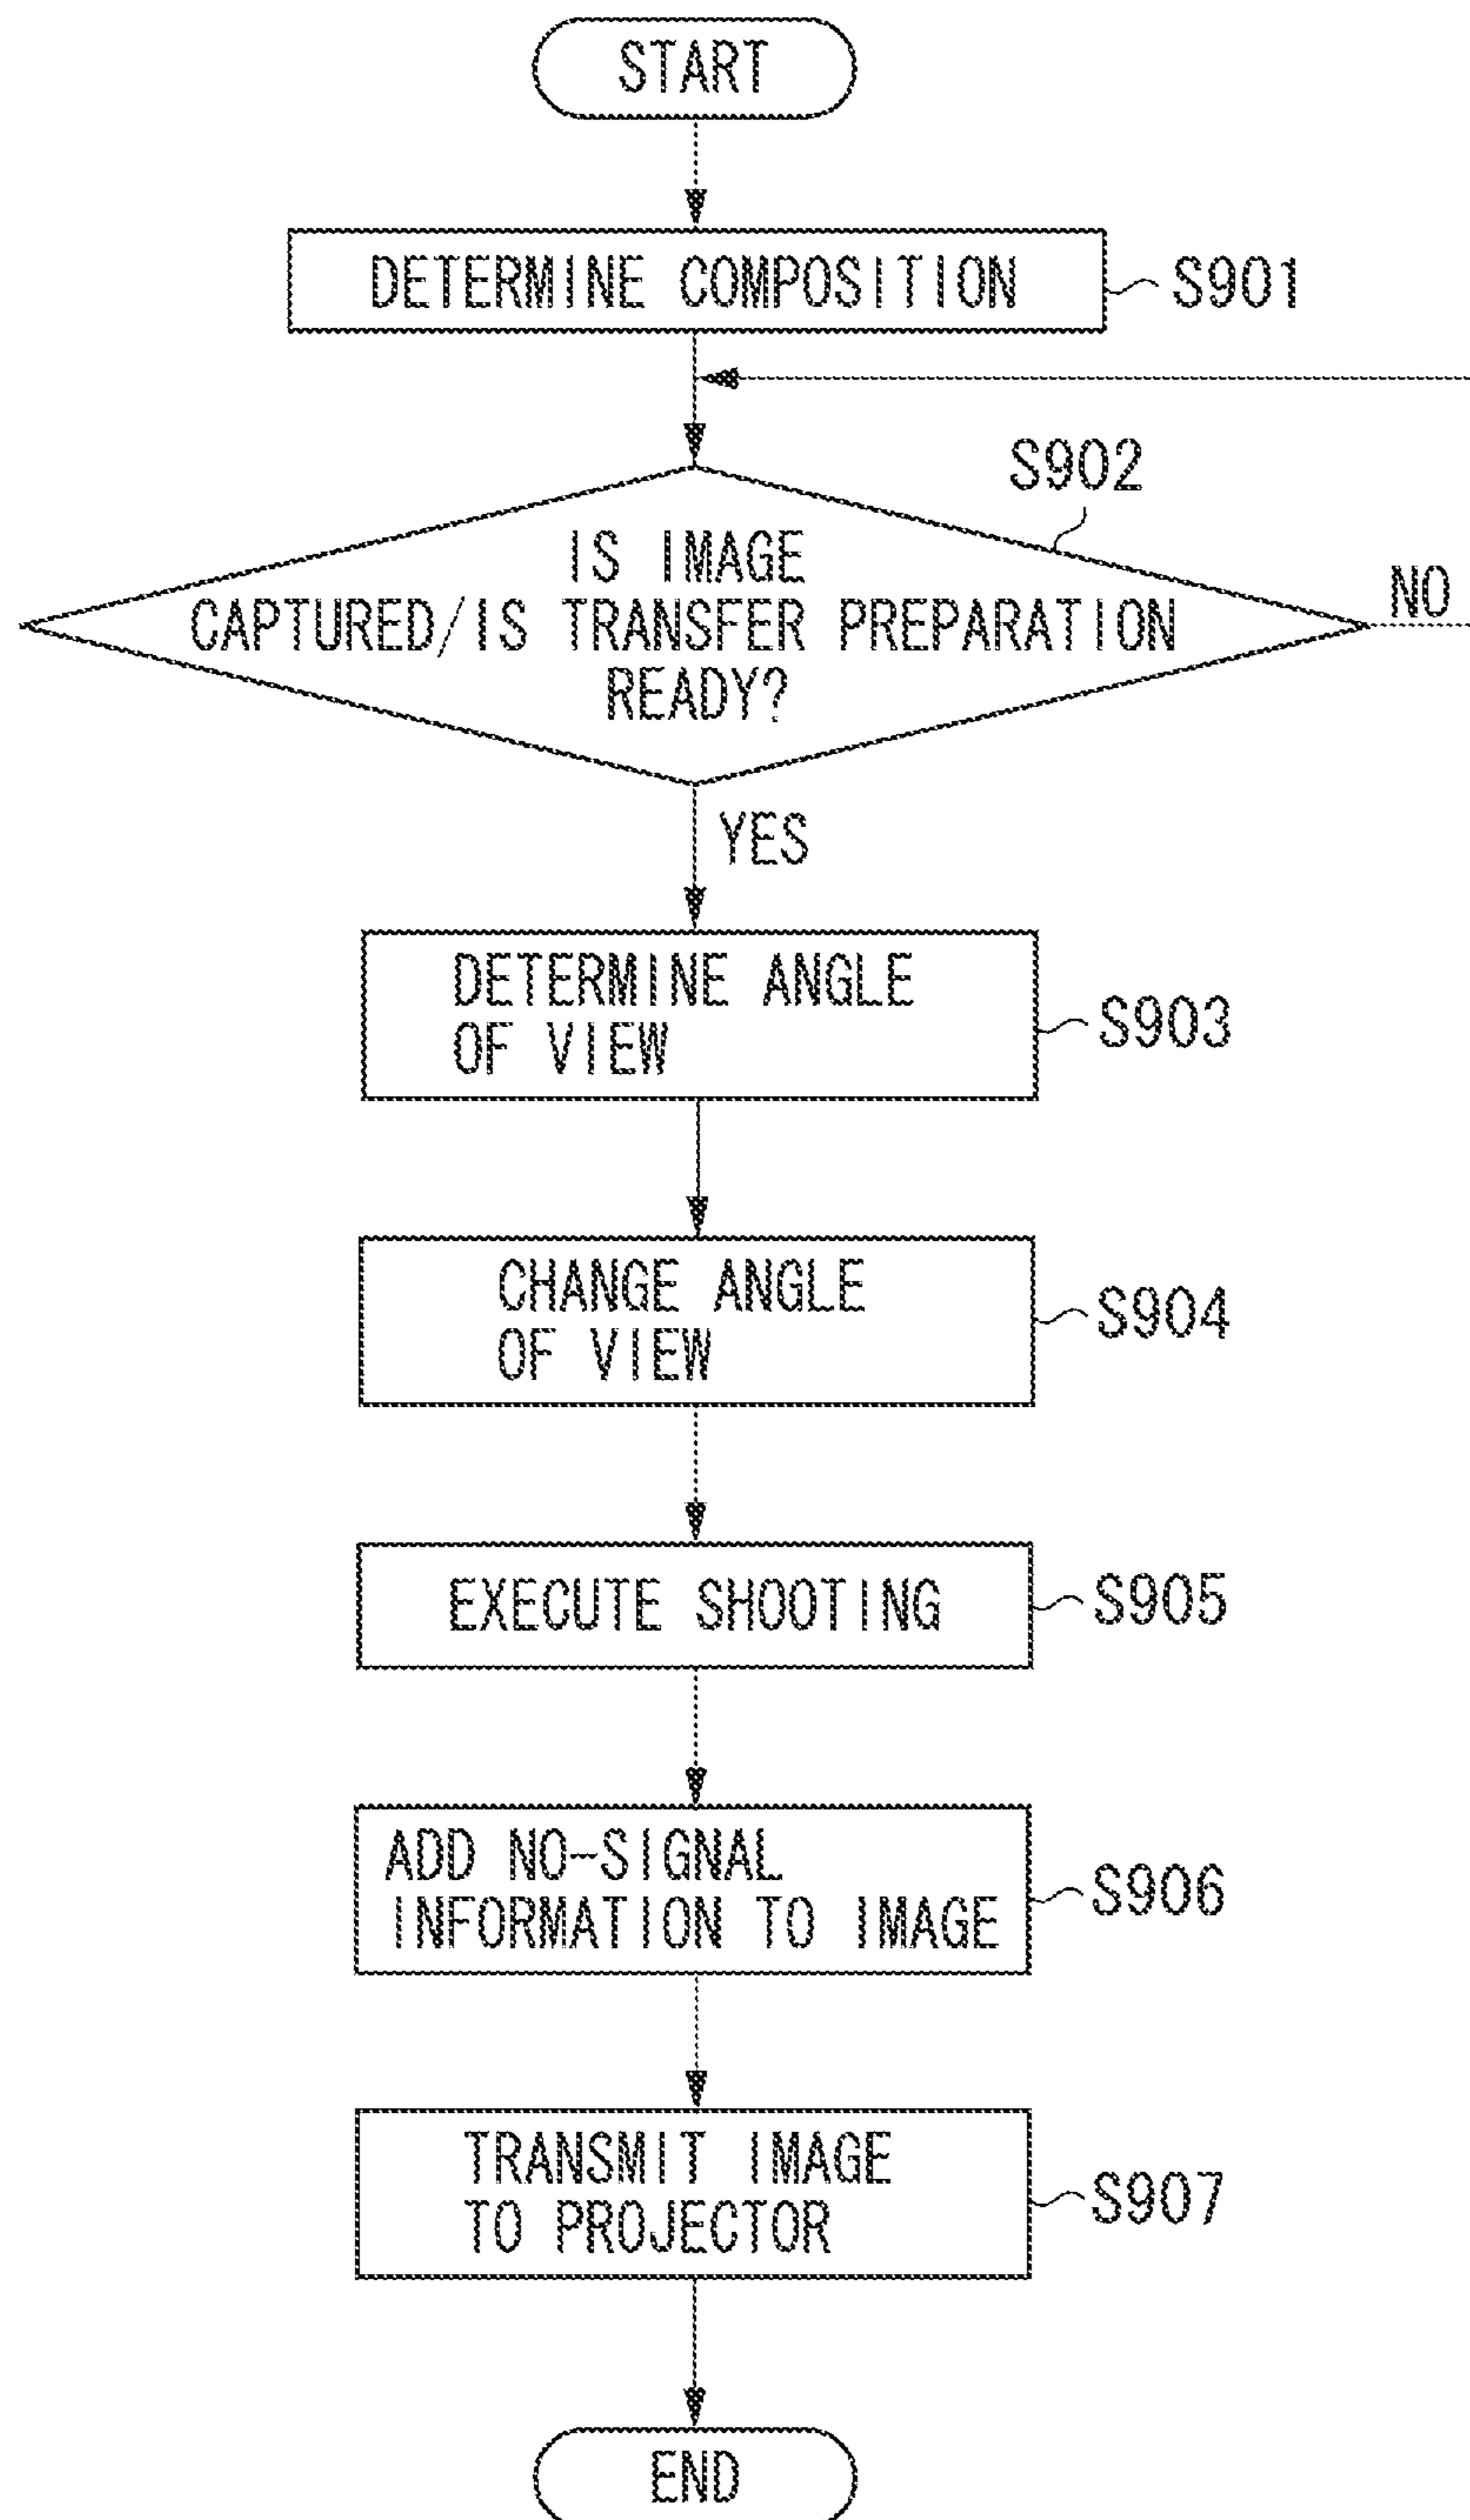 START
DETERMINE COMPOSITION
S901
S902
IS IMAGE
CAPTURED/IS TRANSFER PREPARATION
READY?
NO
YES
DETERMINE ANGLE
OF VIEW
S903
CHANGE ANGLE
OF VIEW
S904
EXECUTE SHOOTING
S905
ADD NO-SIGNAL
INFORMATION TO IMAGE
S906
TRANSMIT IMAGE
TO PROJECTOR
S907
END